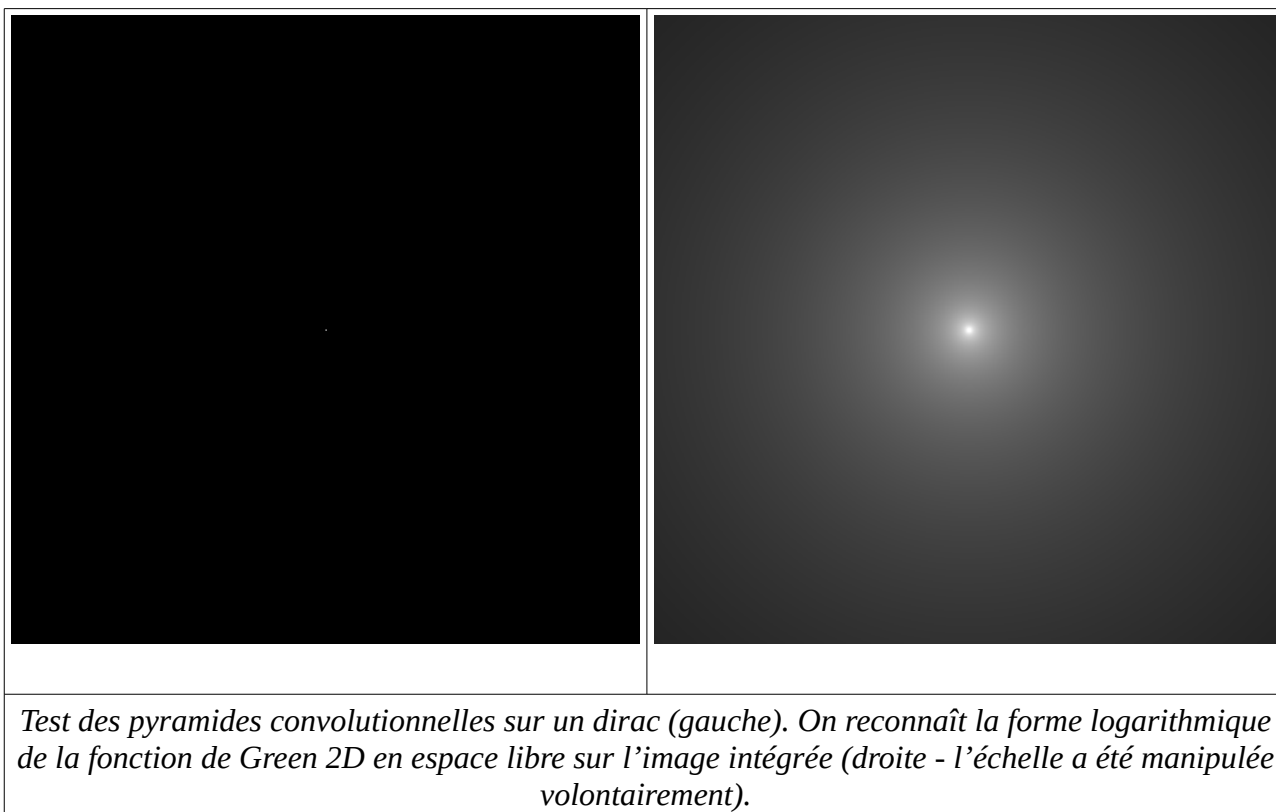 Test des pyramides convolutionnelles sur un dirac (gauche). On reconnaît la forme logarithmique
de la fonction de Green 2D en espace libre sur l’image intégrée (droite - l’échelle a été manipulée
volontairement).